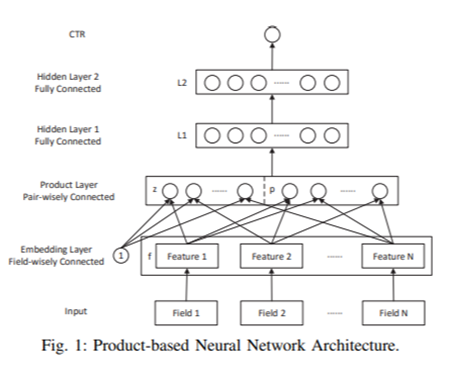 CTR
Hidden Layer 2
Fully Connected
L2
Hidden Layer 1
Fully Connected
L1
Product Layer
Pair-wisely Connected
z
p
Embedding Layer
Field-wisely Connected
1
f
Feature 1
Feature 2
Feature N
Input
Field 1
Field 2
Field N
Fig. 1: Product-based Neural Network Architecture.